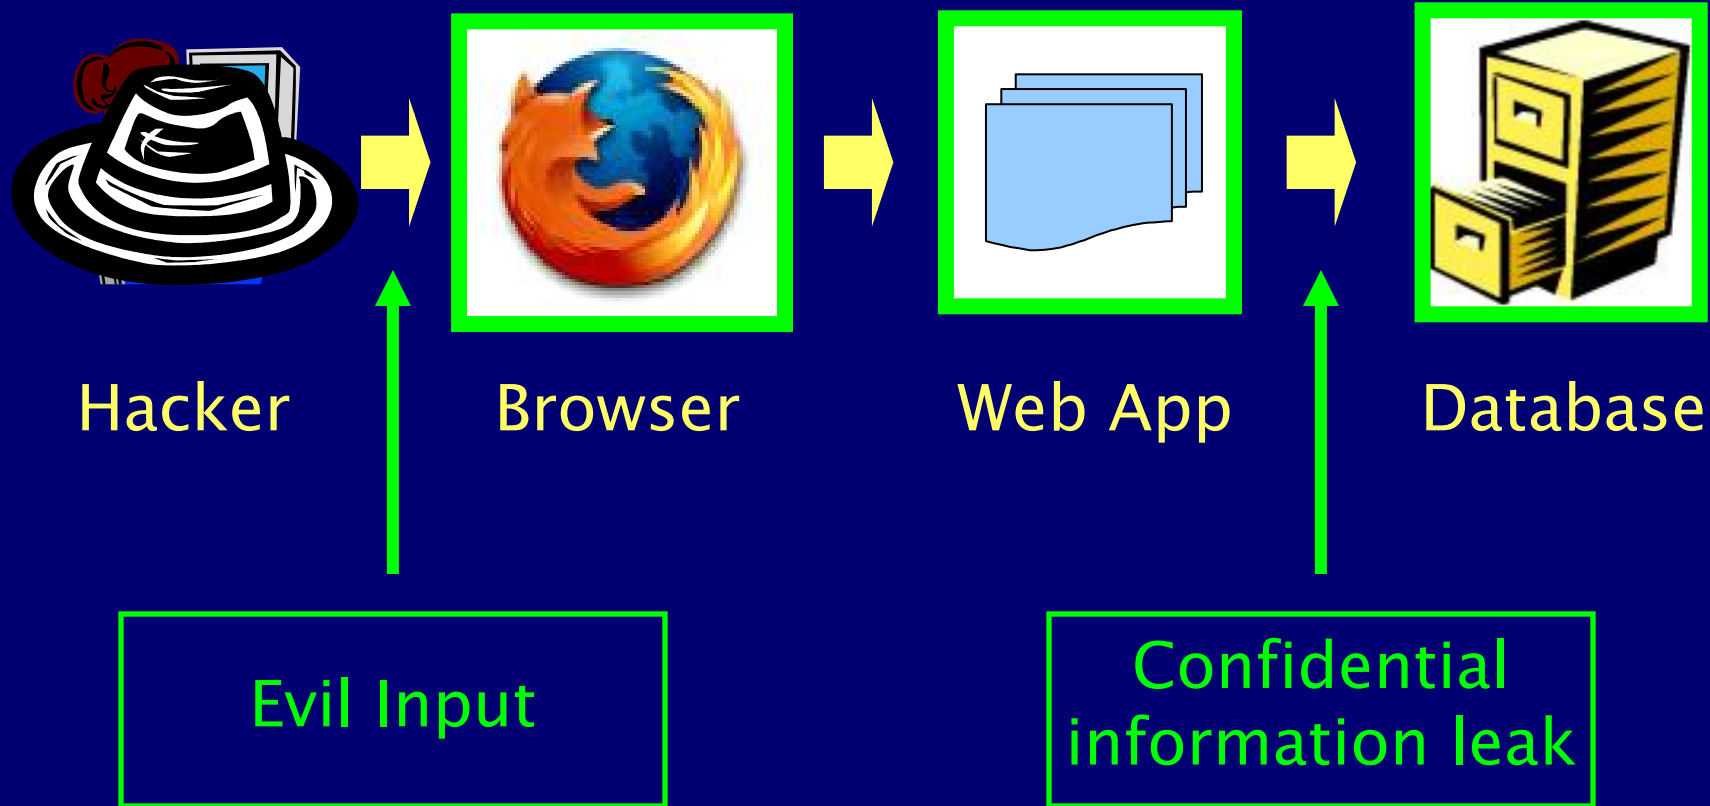 Hacker
Browser
Web App
Database
Evil Input
Confidential
information leak